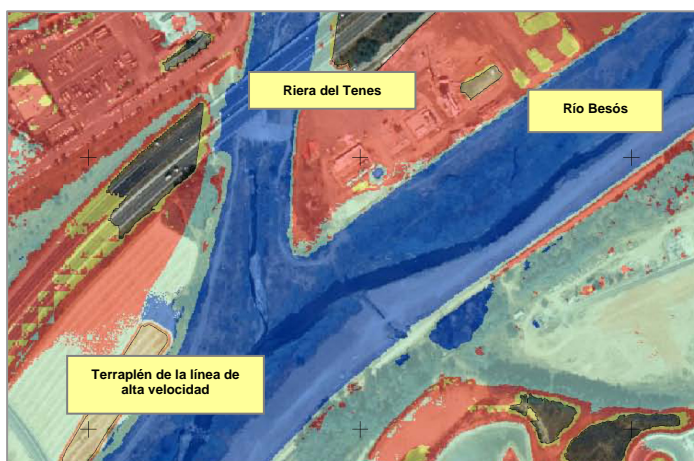 Riera del Tenes
Río Besós
Terraplén de la línea de
alta velocidad